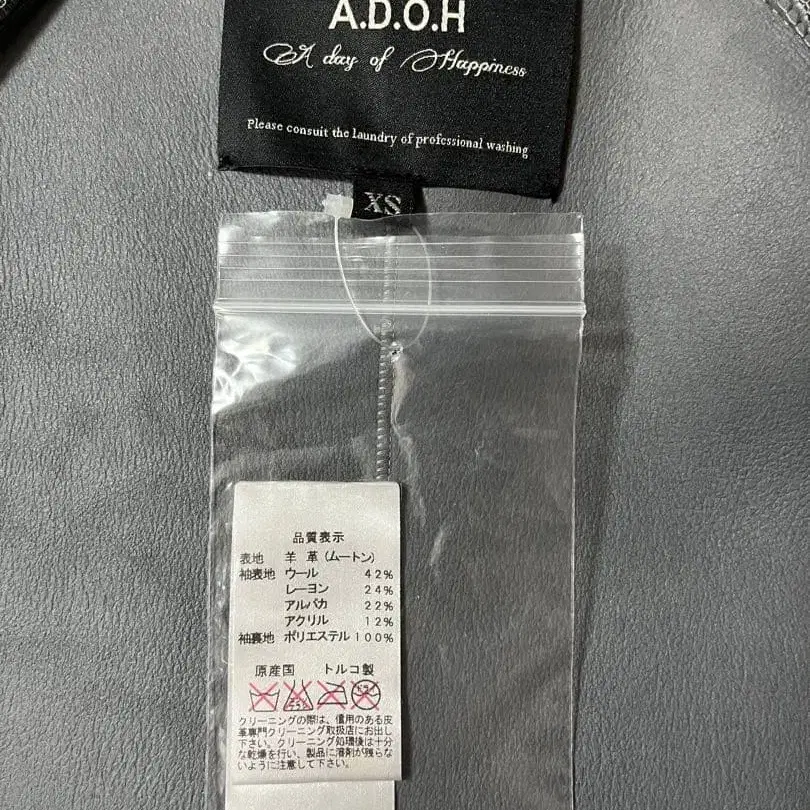 A.D.O.H
A day of Happiness
Please consuit the laundry of professional washing
XS
品質表示
表地 羊 革 (ムートン)
袖表地 ウール 42%
レーヨン 24%
アルパカ 22%
アクリル 12%
袖裏地 ポリエステル 100%
原産国 トルコ製
クリーニングの際は、信用のある皮
革専門クリーニング取扱店にお出し
下さい。クリーニング処理後は十分
な乾燥を行い、製品に溶剤が残らな
いように注意して下さい。